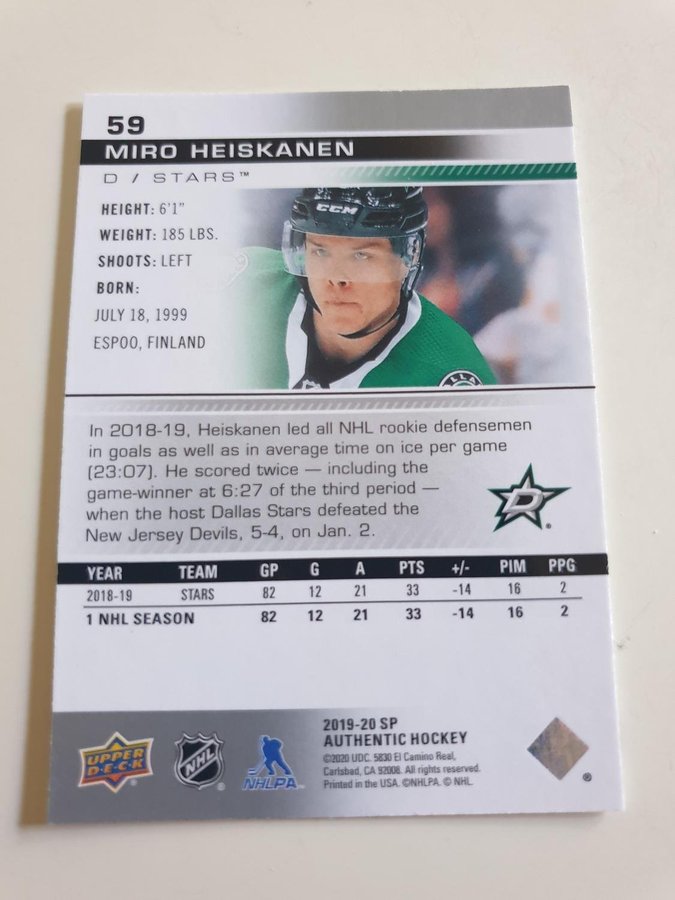 59
MIRO HEISKANEN
D / STARS™
HEIGHT: 6'1"
WEIGHT: 185 LBS.
SHOOTS: LEFT
BORN:
JULY 18, 1999
ESPOO, FINLAND
CCM
In 2018-19, Heiskanen led all NHL rookie defensemen
in goals as well as in average time on ice per game
(23:07). He scored twice — including the
game-winner at 6:27 of the third period —
when the host Dallas Stars defeated the
New Jersey Devils, 5-4, on Jan. 2.
D ®
YEAR TEAM GP G A PTS +/- PIM PPG
2018-19 STARS 82 12 21 33 -14 16 2
1 NHL SEASON 82 12 21 33 -14 16 2
UPPER DECK
NHL
NHLPA
2019-20 SP
AUTHENTIC HOCKEY
©2020 UDC. 5830 El Camino Real,
Carlsbad, CA 92008. All rights reserved.
Printed in the USA. ©NHLPA. © NHL.
®